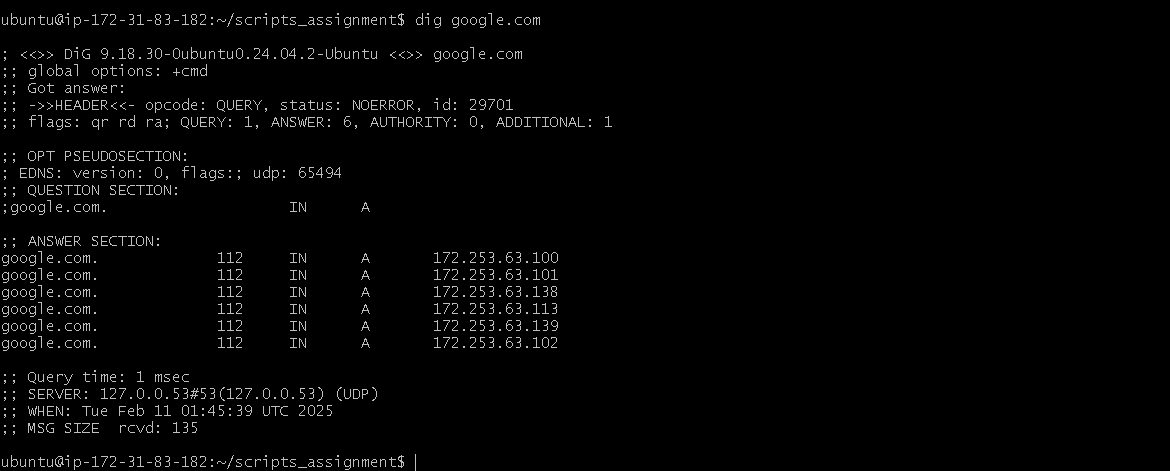 ubuntu@ip-172-31-83-182:~/scripts_assignment$ dig google.com
; <<>> DiG 9.18.30-0ubuntu0.24.04.2-Ubuntu <<>> google.com
;; global options: +cmd
;; Got answer:
;; ->>HEADER<<- opcode: QUERY, status: NOERROR, id: 29701
;; flags: qr rd ra; QUERY: 1, ANSWER: 6, AUTHORITY: 0, ADDITIONAL: 1
;; OPT PSEUDOSECTION:
; EDNS: version: 0, flags:; udp: 65494
;; QUESTION SECTION:
;google.com. IN A
;; ANSWER SECTION:
google.com. 112 IN A 172.253.63.100
google.com. 112 IN A 172.253.63.101
google.com. 112 IN A 172.253.63.138
google.com. 112 IN A 172.253.63.113
google.com. 112 IN A 172.253.63.139
google.com. 112 IN A 172.253.63.102
;; Query time: 1 msec
;; SERVER: 127.0.0.53#53(127.0.0.53) (UDP)
;; WHEN: Tue Feb 11 01:45:39 UTC 2025
;; MSG SIZE  rcvd: 135
ubuntu@ip-172-31-83-182:~/scripts_assignment$